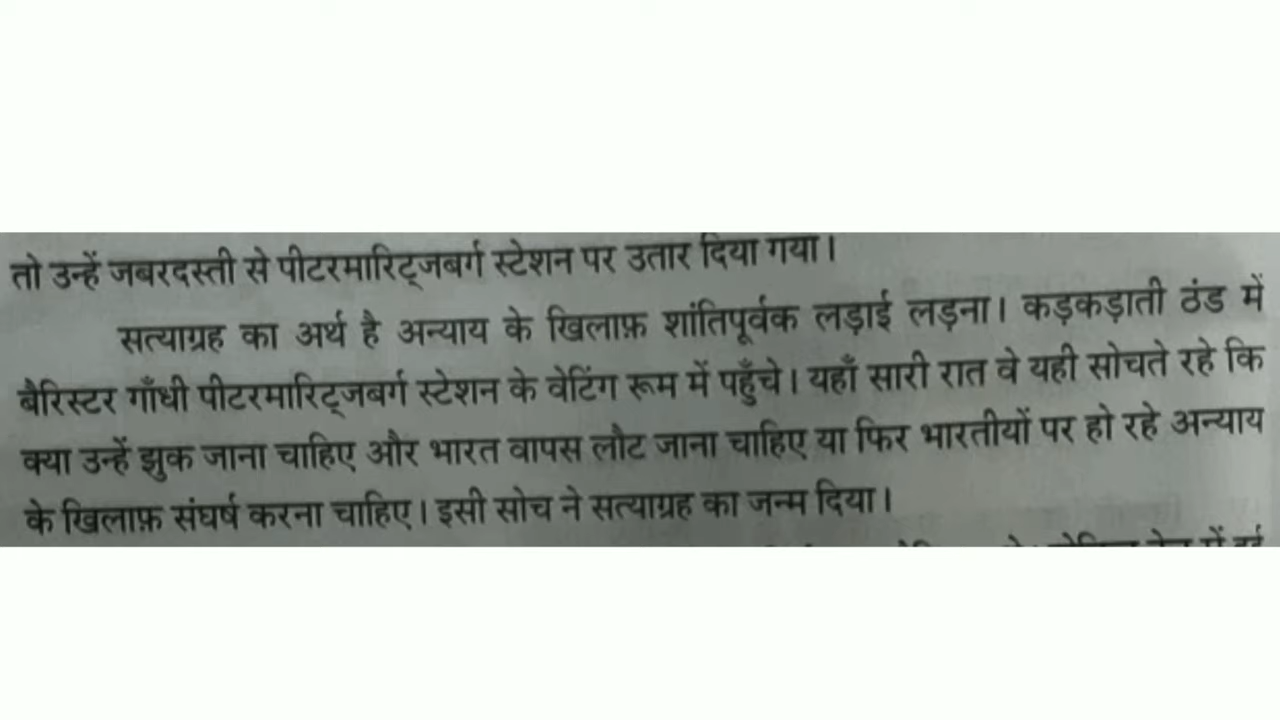 तो उन्हें जबरदस्ती से पीटरमारिट्जबर्ग स्टेशन पर उतार दिया गया।
सत्याग्रह का अर्थ है अन्याय के खिलाफ़ शांतिपूर्वक लड़ाई लड़ना। कड़कड़ाती ठंड में
बैरिस्टर गाँधी पीटरमारिट्जबर्ग स्टेशन के वेटिंग रूम में पहुँचे। यहाँ सारी रात वे यही सोचते रहे कि
क्या उन्हें झुक जाना चाहिए और भारत वापस लौट जाना चाहिए या फिर भारतीयों पर हो रहे अन्याय
के खिलाफ़ संघर्ष करना चाहिए। इसी सोच ने सत्याग्रह का जन्म दिया।